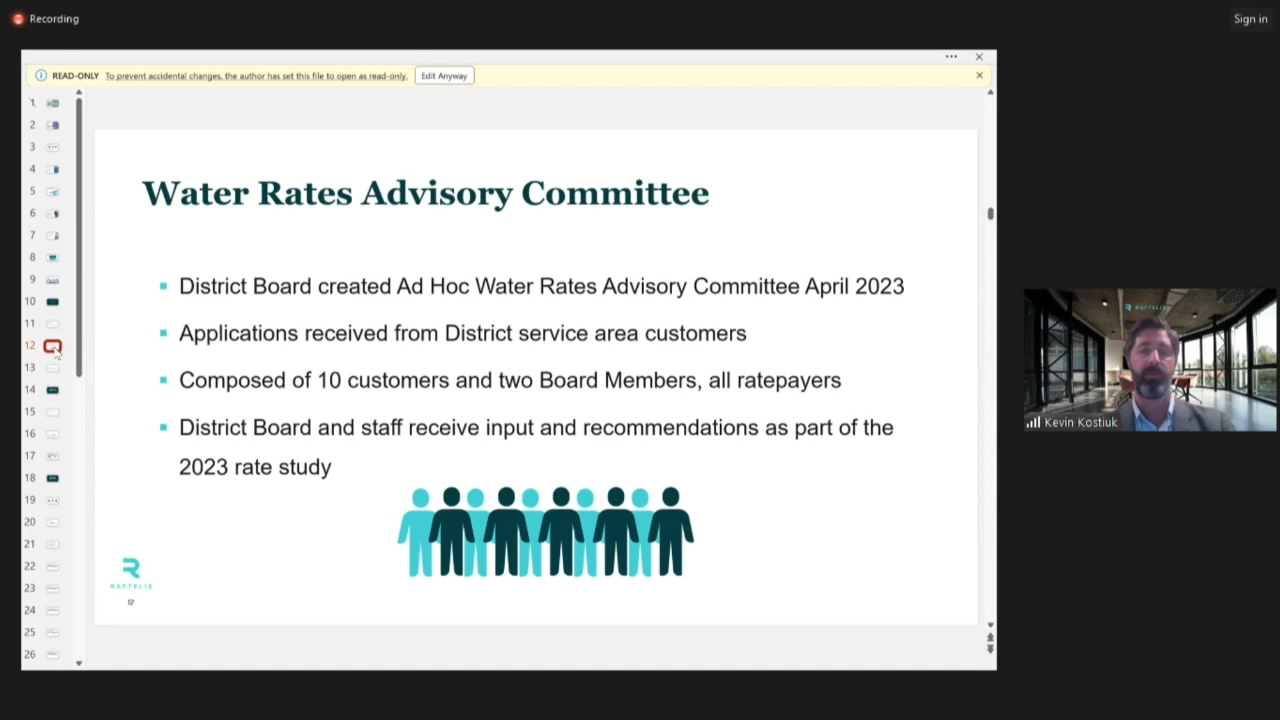 Recording
Sign in
READ-ONLY To prevent accidental changes, the author has set this file to open as read-only. Edit Anyway
1
2
3
4
5
6
7
8
9
10
11
12
13
14
15
16
17
18
19
20
21
22
23
24
25
26
Water Rates Advisory Committee
District Board created Ad Hoc Water Rates Advisory Committee April 2023
Applications received from District service area customers
Composed of 10 customers and two Board Members, all ratepayers
District Board and staff receive input and recommendations as part of the
2023 rate study
RAFTELIS
12
RAFTELIS
Kevin Kostiuk